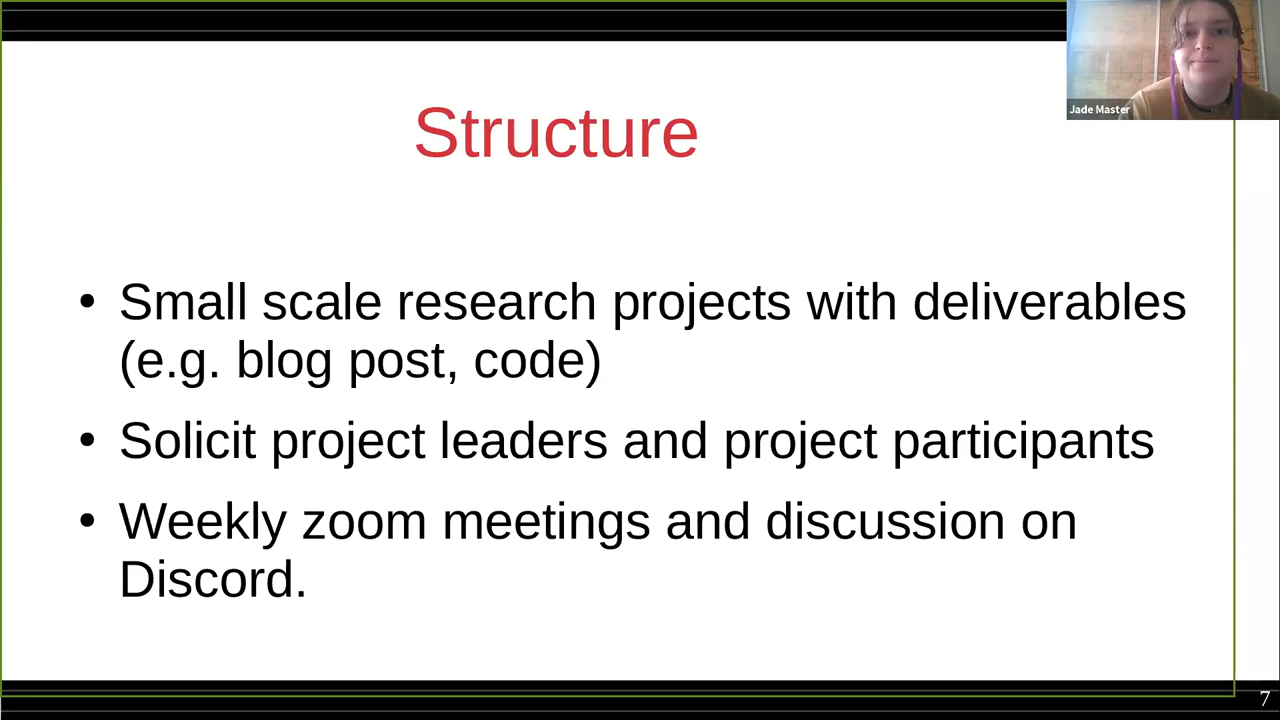 Jade Master
Structure
• Small scale research projects with deliverables
(e.g. blog post, code)
• Solicit project leaders and project participants
• Weekly zoom meetings and discussion on
Discord.
7